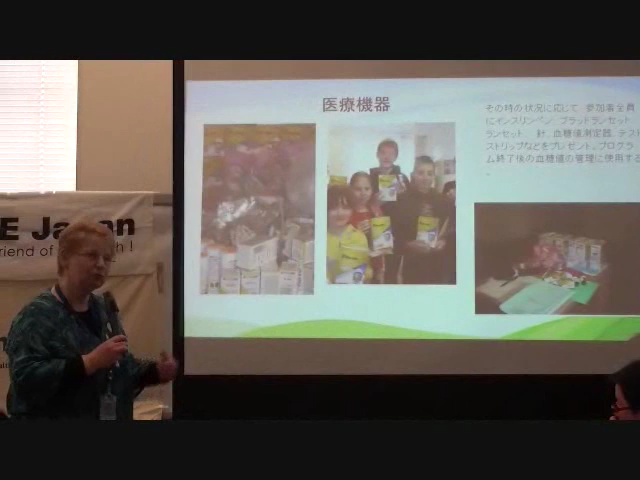 医療機器
その時の状況に応じて、参加者全員
にインスリンペン、ブラッドランセット、
ランセット、針、血糖値測定器、テスト
ストリップなどをプレゼント。プログラ
ム終了後の血糖値の管理に使用する
。
E Japan
riend of
h !